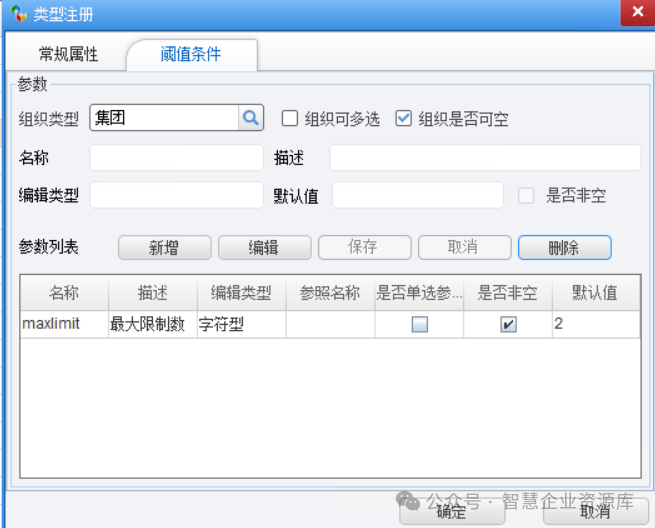 类型注册
常规属性 阈值条件
参数
组织类型 集团 组织可多选 组织是否可空
名称 描述
编辑类型 默认值 是否非空
参数列表 新增 编辑 保存 取消 删除
名称 描述 编辑类型 参照名称 是否单选参... 是否非空 默认值
maxlimit 最大限制数 字符型 2
公众号 · 智慧企业资源库
确定 取消